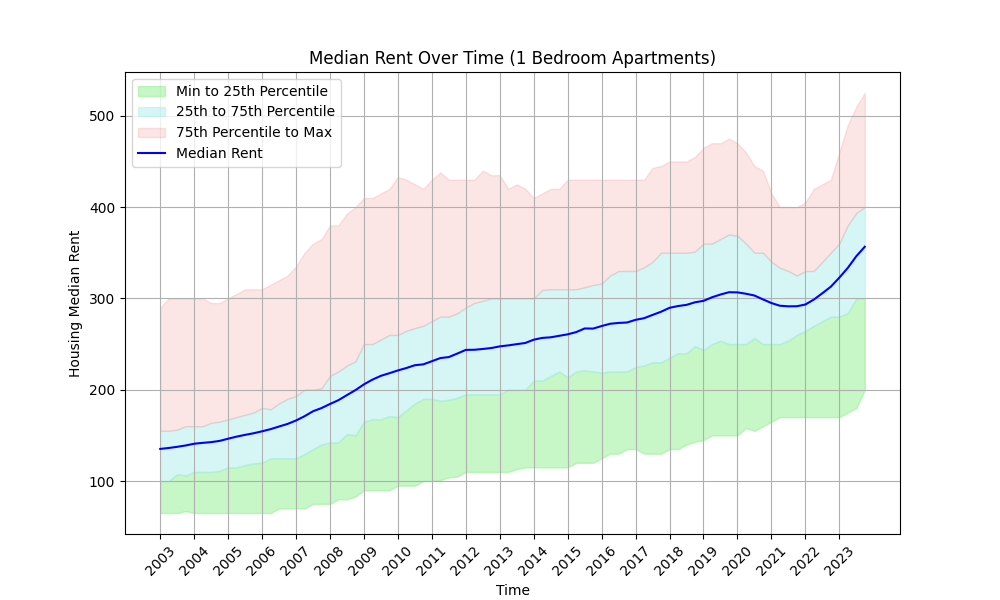 Median Rent Over Time (1 Bedroom Apartments)
Min to 25th Percentile
25th to 75th Percentile
75th Percentile to Max
Median Rent
Housing Median Rent
500
400
300
200
100
2003 2004 2005 2006 2007 2008 2009 2010 2011 2012 2013 2014 2015 2016 2017 2018 2019 2020 2021 2022 2023
Time